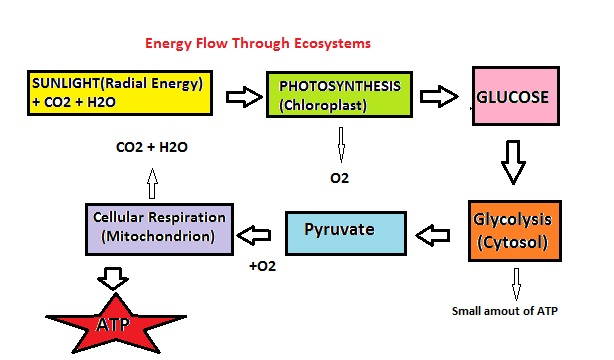 Energy Flow Through Ecosystems
SUNLIGHT(Radial Energy)
+ CO2 + H2O
PHOTOSYNTHESIS
(Chloroplast)
GLUCOSE
CO2 + H2O
O2
Cellular Respiration
(Mitochondrion)
+O2
Pyruvate
Glycolysis
(Cytosol)
Small amout of ATP
ATP